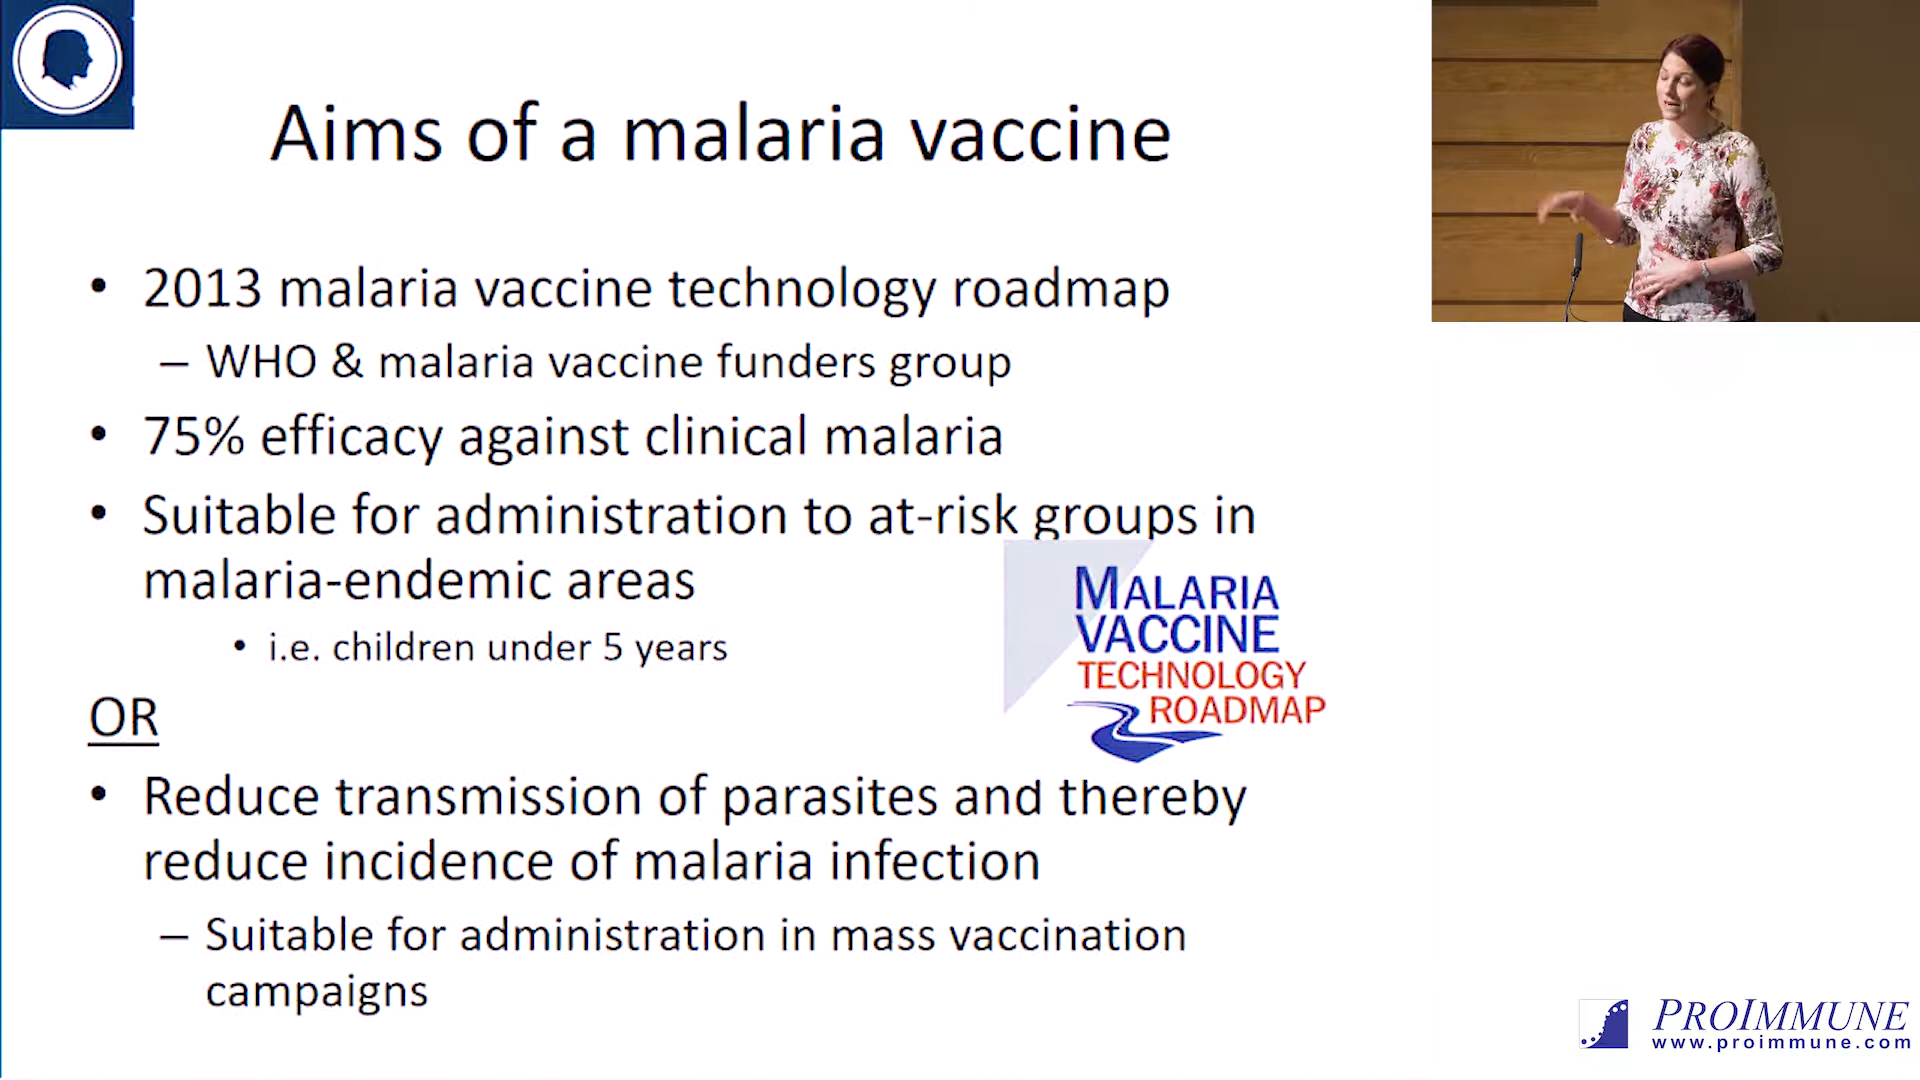 Aims of a malaria vaccine
• 2013 malaria vaccine technology roadmap
– WHO & malaria vaccine funders group
• 75% efficacy against clinical malaria
• Suitable for administration to at-risk groups in
malaria-endemic areas
• i.e. children under 5 years
MALARIA
VACCINE
TECHNOLOGY
ROADMAP
OR
• Reduce transmission of parasites and thereby
reduce incidence of malaria infection
– Suitable for administration in mass vaccination
campaigns
PROIMMUNE
www.proimmune.com